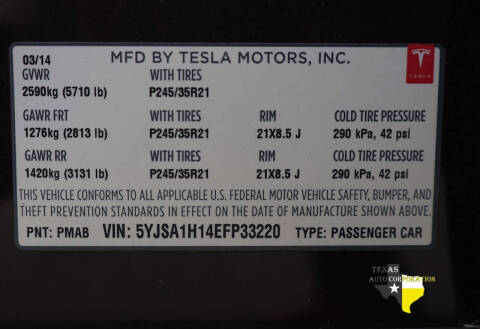 03/14 MFD BY TESLA MOTORS, INC.
TESLA
GVWR WITH TIRES
2590kg (5710 lb) P245/35R21
GAWR FRT WITH TIRES RIM COLD TIRE PRESSURE
1276kg (2813 lb) P245/35R21 21X8.5 J 290 kPa, 42 psi
GAWR RR WITH TIRES RIM COLD TIRE PRESSURE
1420kg (3131 lb) P245/35R21 21X8.5 J 290 kPa, 42 psi
THIS VEHICLE CONFORMS TO ALL APPLICABLE U.S. FEDERAL MOTOR VEHICLE SAFETY, BUMPER, AND
THEFT PREVENTION STANDARDS IN EFFECT ON THE DATE OF MANUFACTURE SHOWN ABOVE.
PNT: PMAB VIN: 5YJSA1H14EFP33220 TYPE: PASSENGER CAR
TEXAS
AUTO CORPORATION